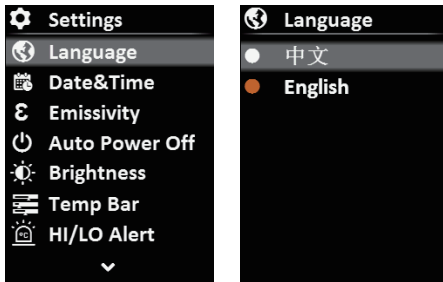 Settings
Language
Date&Time
Emissivity
Auto Power Off
Brightness
Temp Bar
HI/LO Alert
Language
中文
English